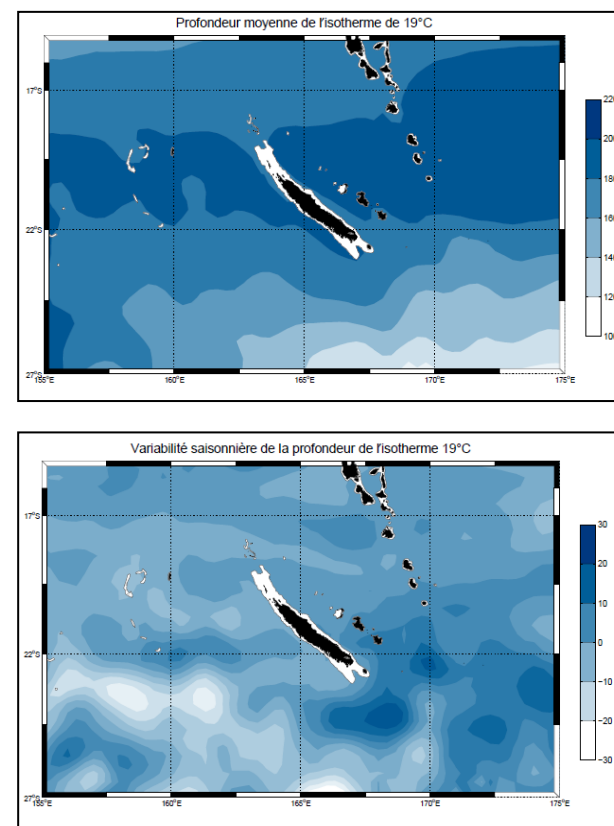 Profondeur moyenne de l'isotherme de 19°C
17°S
22°S
27°S
155°E 160°E 165°E 170°E 175°E
220
200
180
160
140
120
100
Variabilité saisonnière de la profondeur de l'isotherme 19°C
17°S
22°S
27°S
155°E 160°E 165°E 170°E 175°E
30
20
10
0
−10
−20
−30